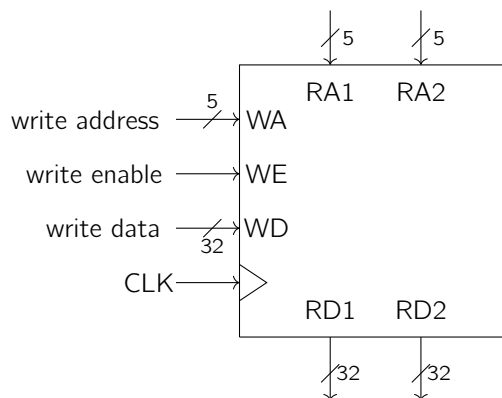 5 5
RA1 RA2
5
write address WA
write enable WE
write data WD
32
CLK
RD1 RD2
32 32